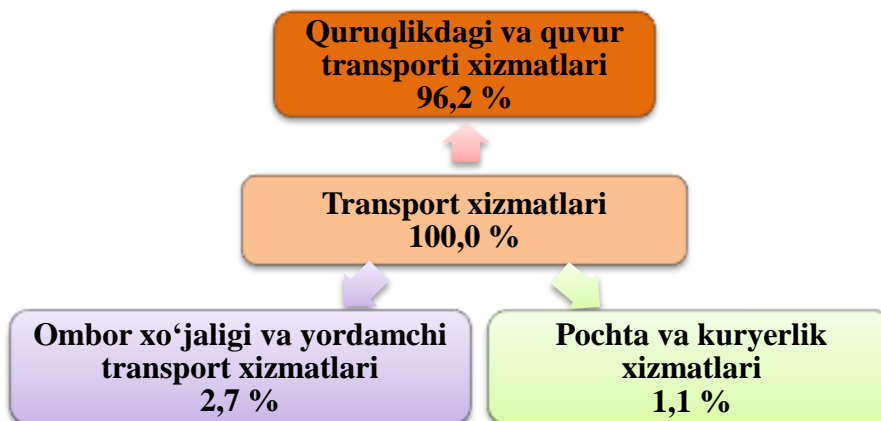 Quruqlikdagi va quvur
transporti xizmatlari
96,2 %
Transport xizmatlari
100,0 %
Ombor xo‘jaligi va yordamchi
transport xizmatlari
2,7 %
Pochta va kuryerlik
xizmatlari
1,1 %